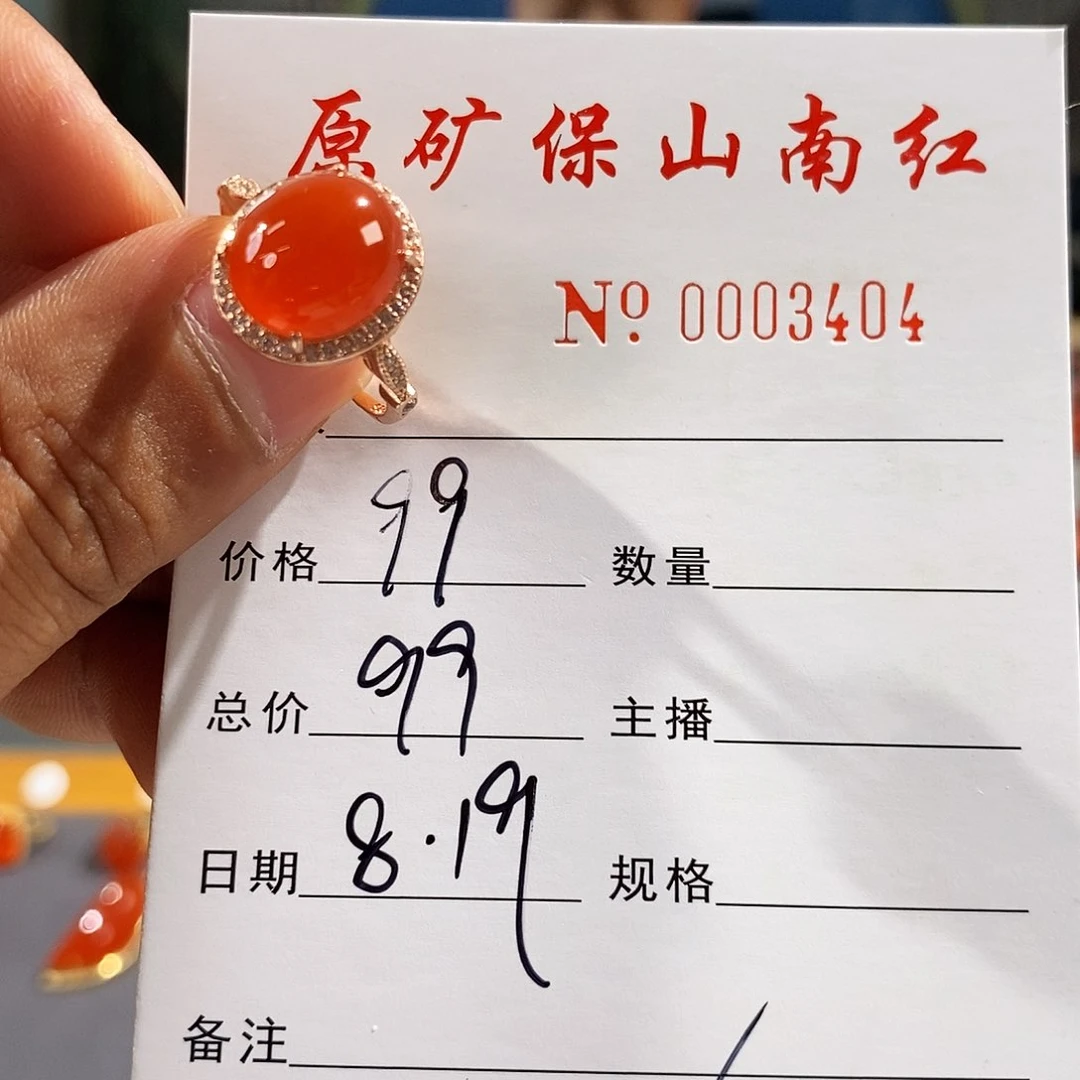 原矿保山南红
No 0003404
价格 99 数量
总价 99 主播
日期 8.19 规格
备注